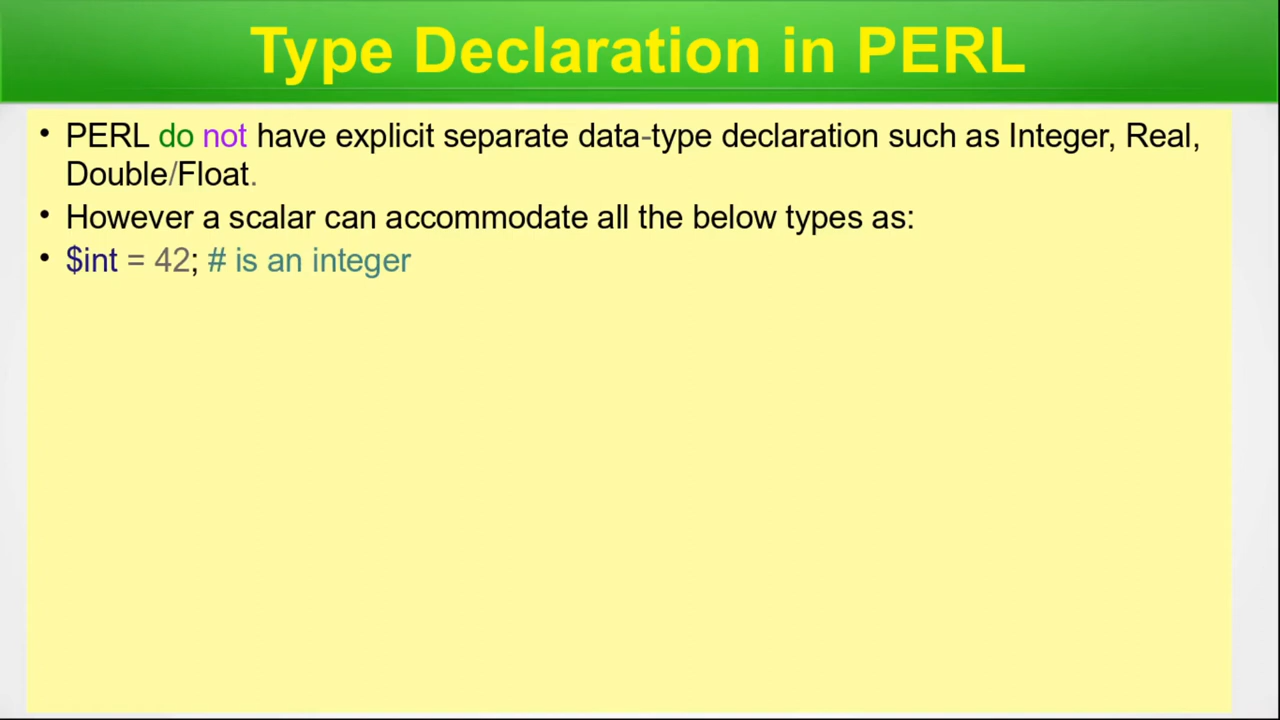 Type Declaration in PERL
• PERL do not have explicit separate data-type declaration such as Integer, Real,
Double/Float.
• However a scalar can accommodate all the below types as:
• $int = 42; # is an integer